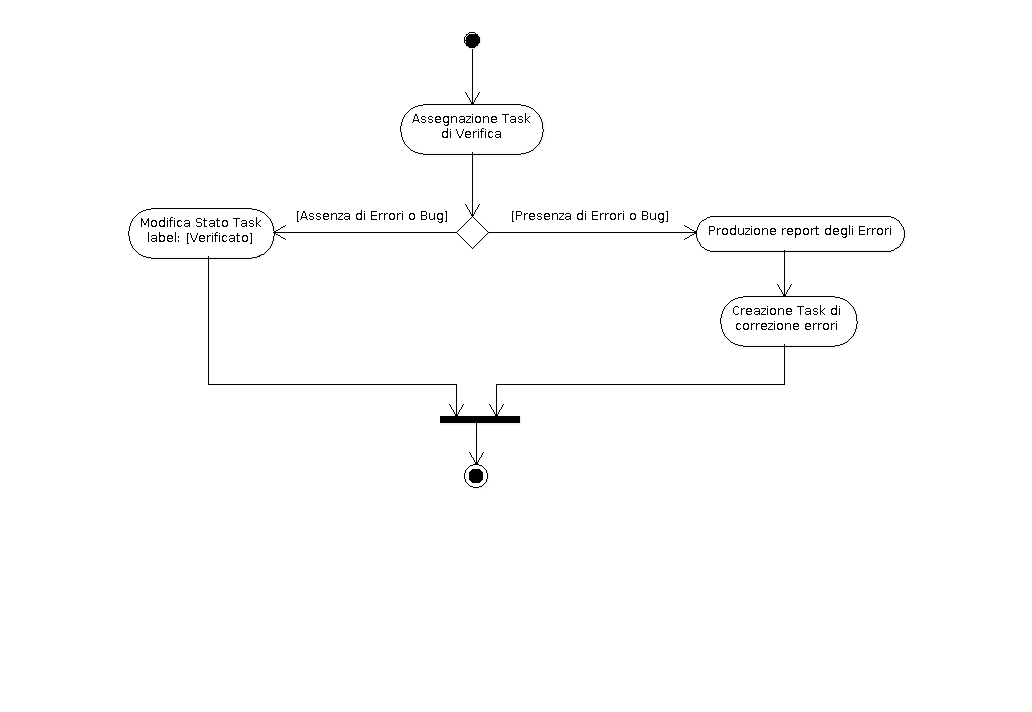 Assegnazione Task
di Verifica
[Assenza di Errori o Bug]
[Presenza di Errori o Bug]
Modifica Stato Task
label: [Verificato]
Produzione report degli Errori
Creazione Task di
correzione errori